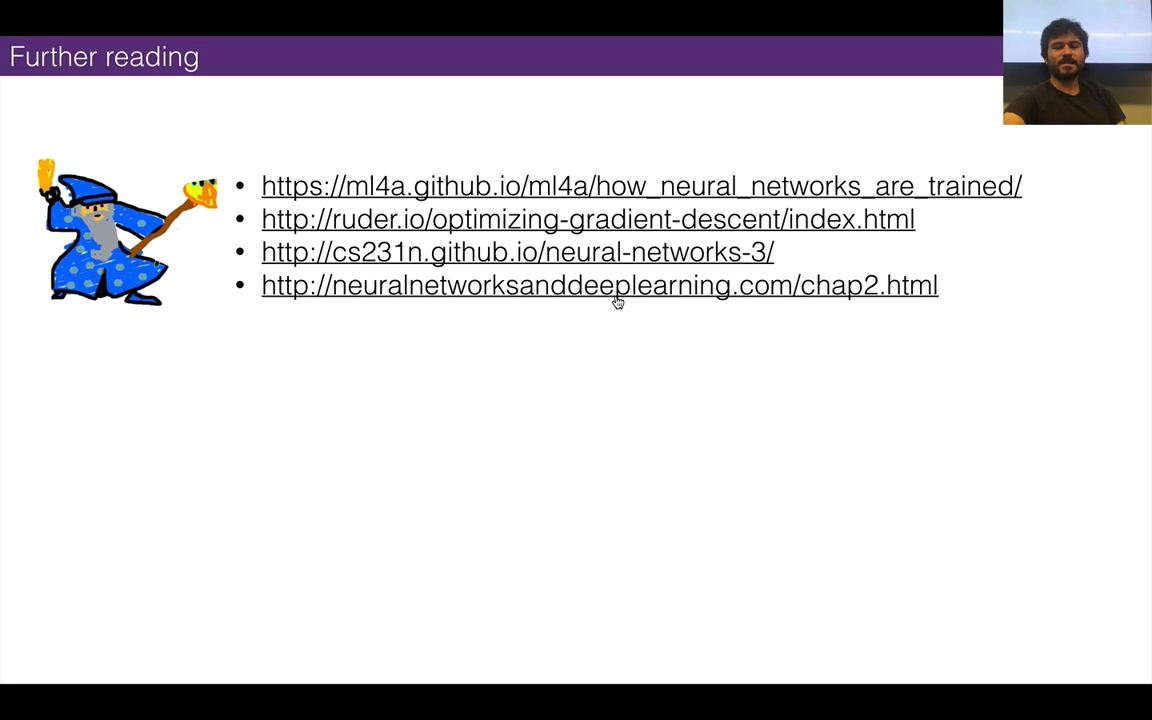 Further reading
• https://ml4a.github.io/ml4a/how_neural_networks_are_trained/
• http://ruder.io/optimizing-gradient-descent/index.html
• http://cs231n.github.io/neural-networks-3/
• http://neuralnetworksanddeeplearning.com/chap2.html